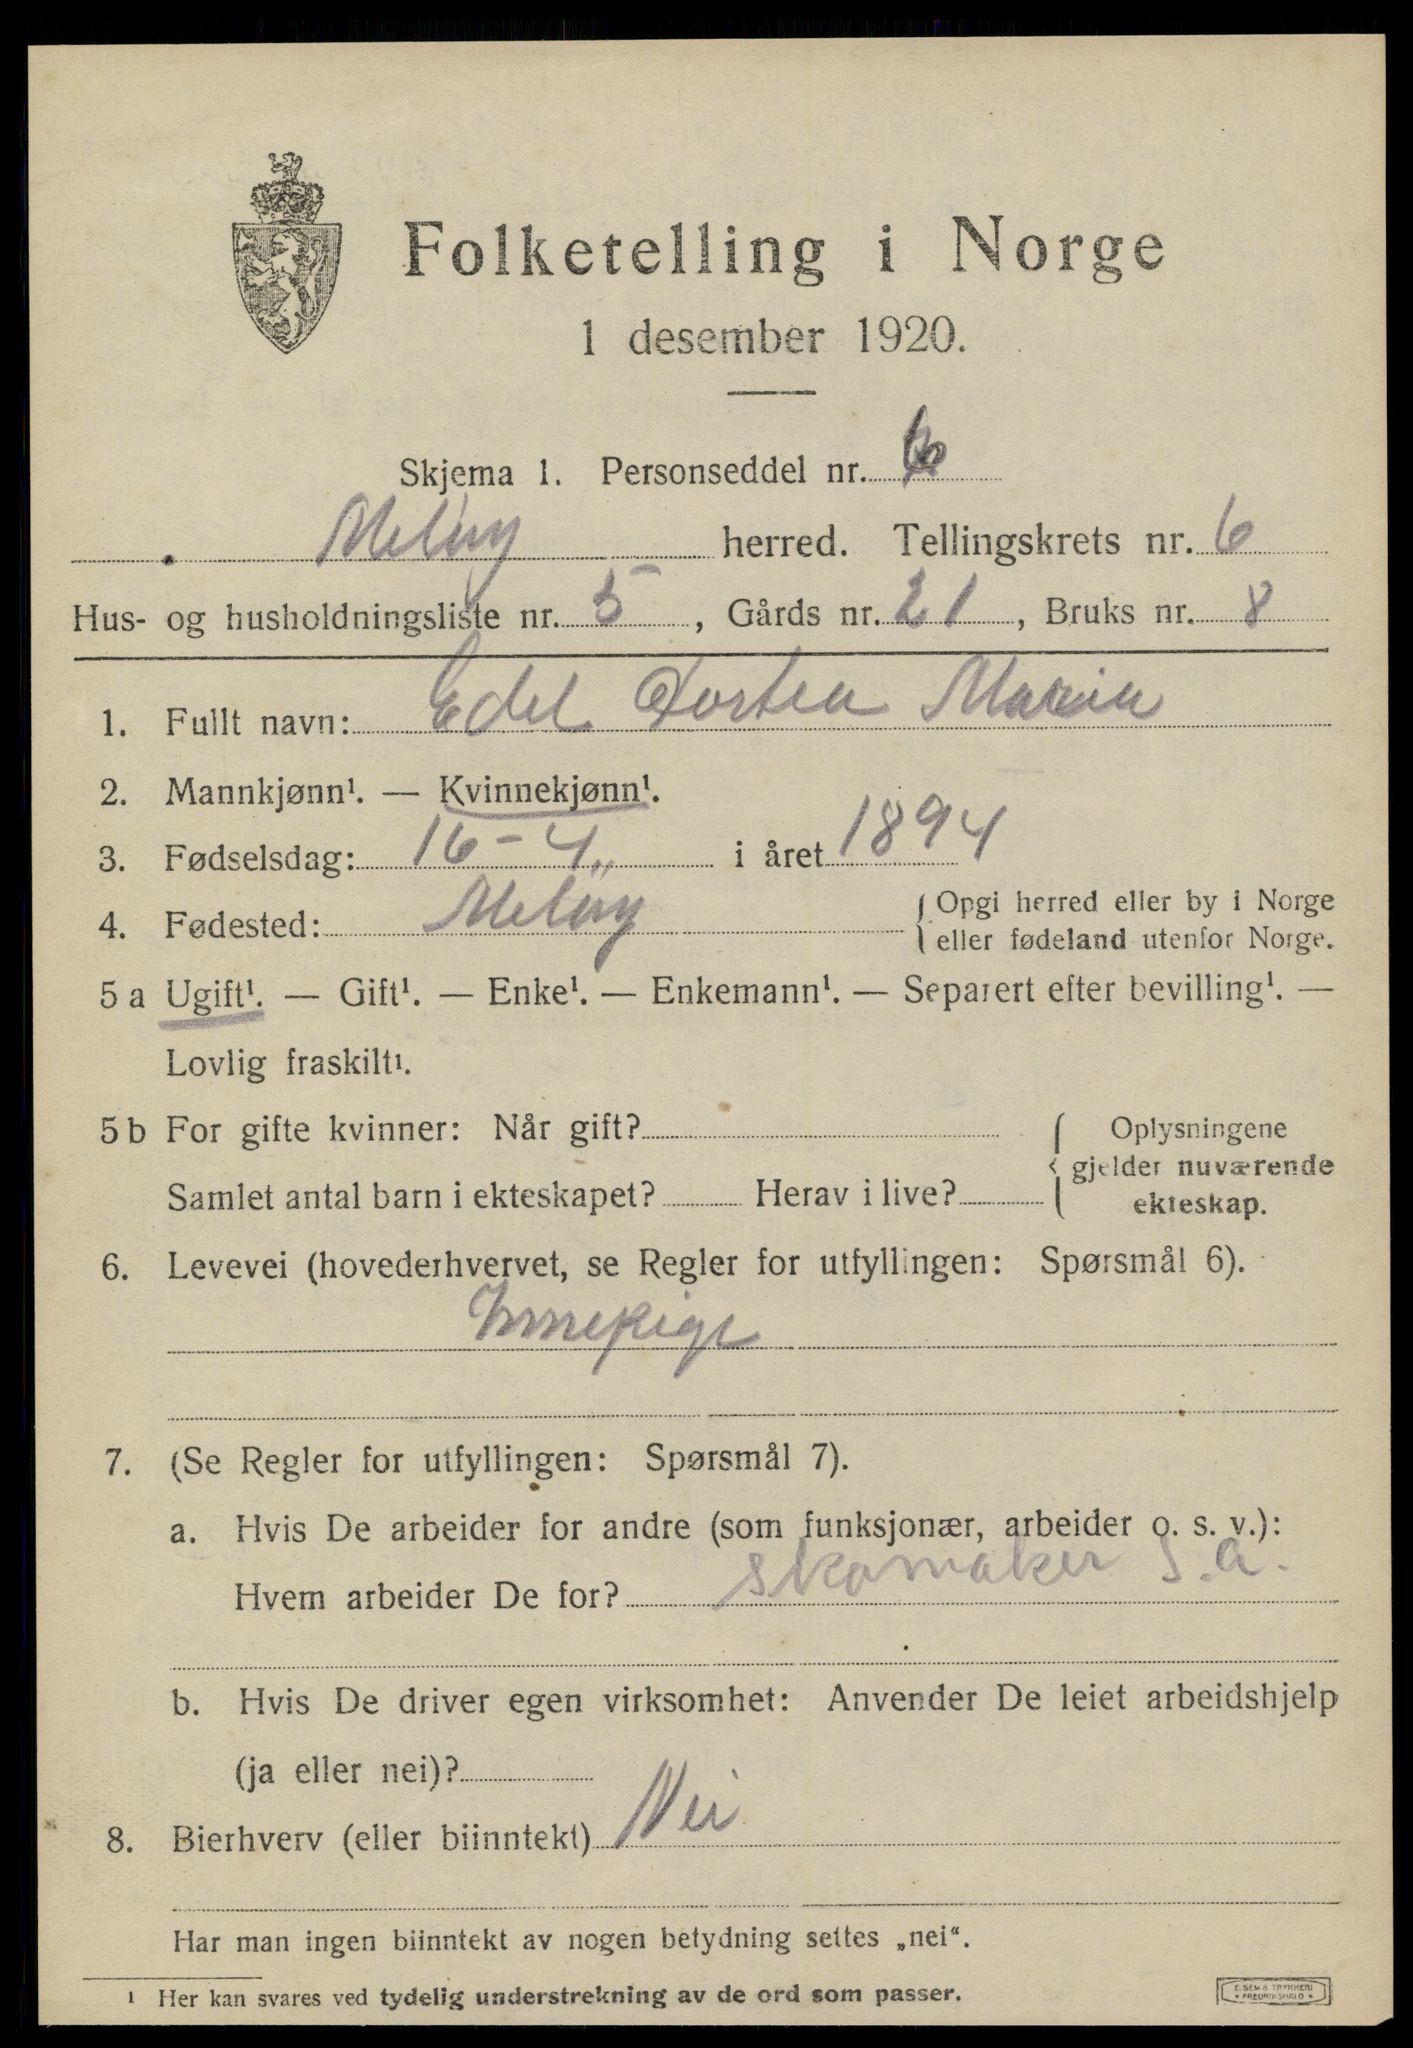 Folketelling i Norge
1 desember 1920.
Skjema 1. Personseddel nr. 6
Meløy herred. Tellingskrets nr. 6
Hus- og husholdningsliste nr. 5, Gårds nr. 21, Bruks nr. 8
1. Fullt navn: Edel Dortea Maria
2. Mannkjønn¹. — Kvinnekjønn¹.
3. Fødselsdag: 16-4 i året 1894
4. Fødested: Meløy {Opgi herred eller by i Norge
eller fødeland utenfor Norge.
5 a Ugift¹. — Gift¹. — Enke¹. — Enkemann¹. — Separert efter bevilling¹. —
Lovlig fraskilt¹.
5 b For gifte kvinner: Når gift? { Oplysningene
gjelder nuværende
Samlet antal barn i ekteskapet? Herav i live?
ekteskap.
6. Levevei (hovederhvervet, se Regler for utfyllingen: Spørsmål 6).
Innepige
7. (Se Regler for utfyllingen: Spørsmål 7).
a. Hvis De arbeider for andre (som funksjonær, arbeider o. s. v.):
Hvem arbeider De for? skomaker J.A.
b. Hvis De driver egen virksomhet: Anvender De leiet arbeidshjelp
(ja eller nei)?
8. Bierhverv (eller biinntekt) Nei
Har man ingen biinntekt av nogen betydning settes „nei“.
¹ Her kan svares ved tydelig understrekning av de ord som passer.
E. SEM'S TRYKKERI
FREDRIKSHALD